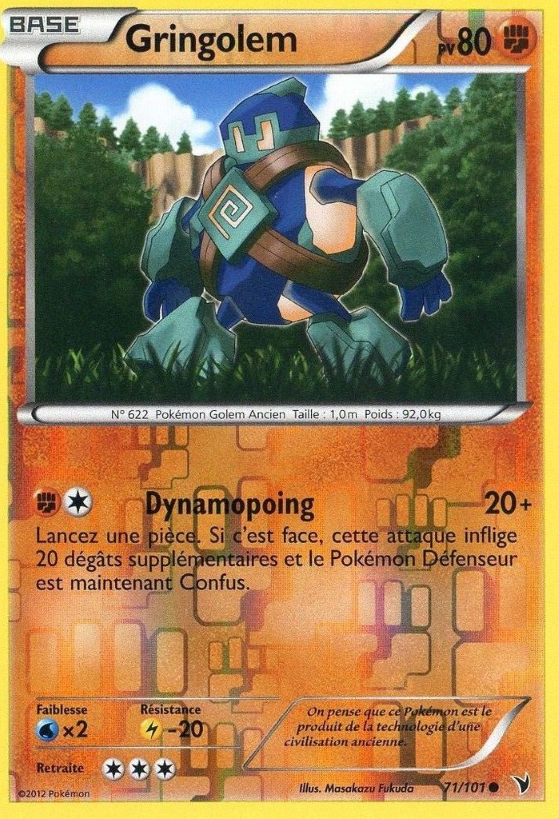 BASE
Gringolem
PV 80
N° 622 Pokémon Golem Ancien Taille : 1,0m Poids : 92,0kg
Dynamopoing 20+
Lancez une pièce. Si c'est face, cette attaque inflige
20 dégâts supplémentaires et le Pokémon Défenseur
est maintenant Confus.
Faiblesse Résistance
×2 -20
On pense que ce Pokémon est le
produit de la technologie d'une
civilisation ancienne.
Retraite
©2012 Pokémon
Illus. Masakazu Fukuda 71/101